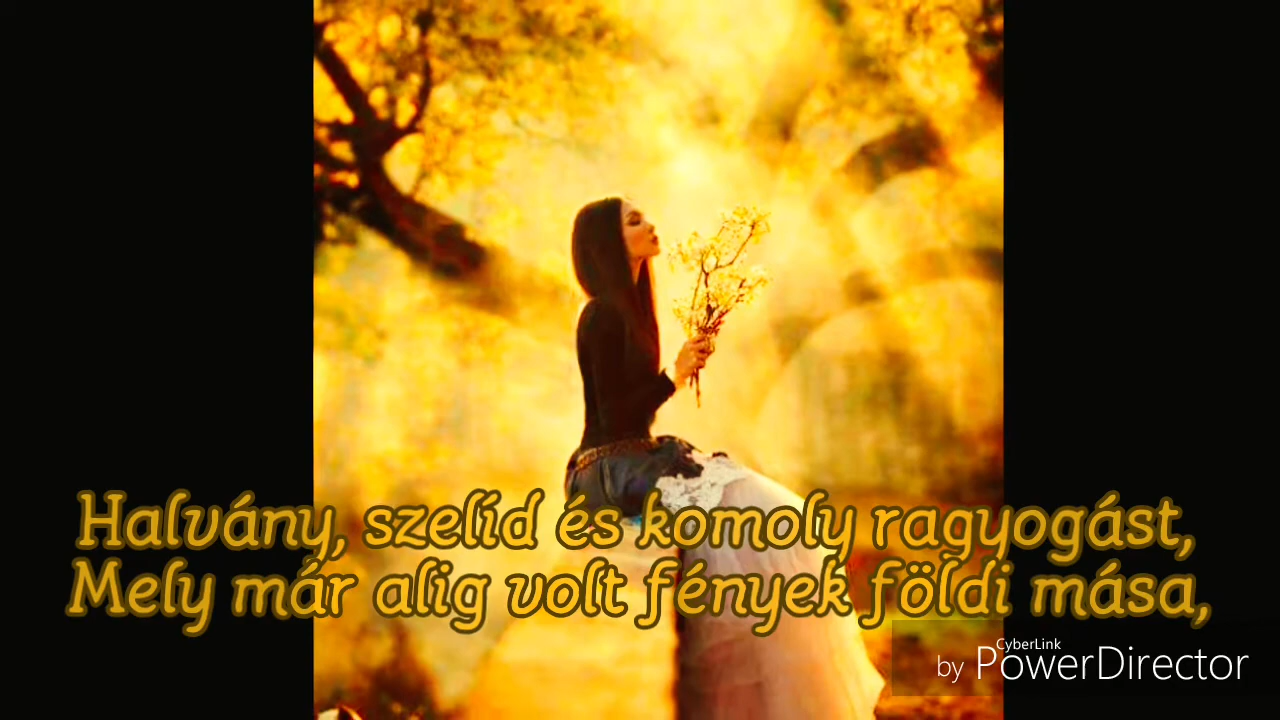 Halvány, szelíd és komoly ragyogást,
Mely már alig volt fények földi mása,
CyberLink
by PowerDirector